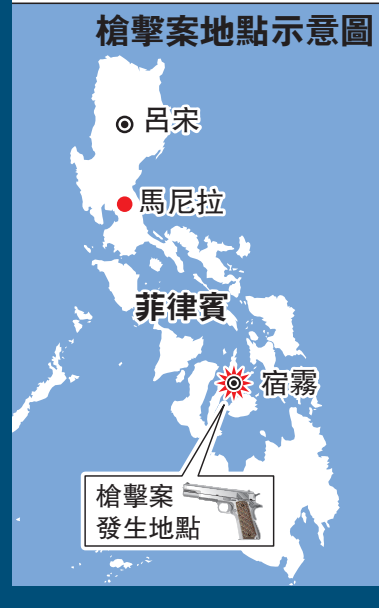 槍擊案地點示意圖
呂宋
馬尼拉
菲律賓
宿霧
槍擊案
發生地點